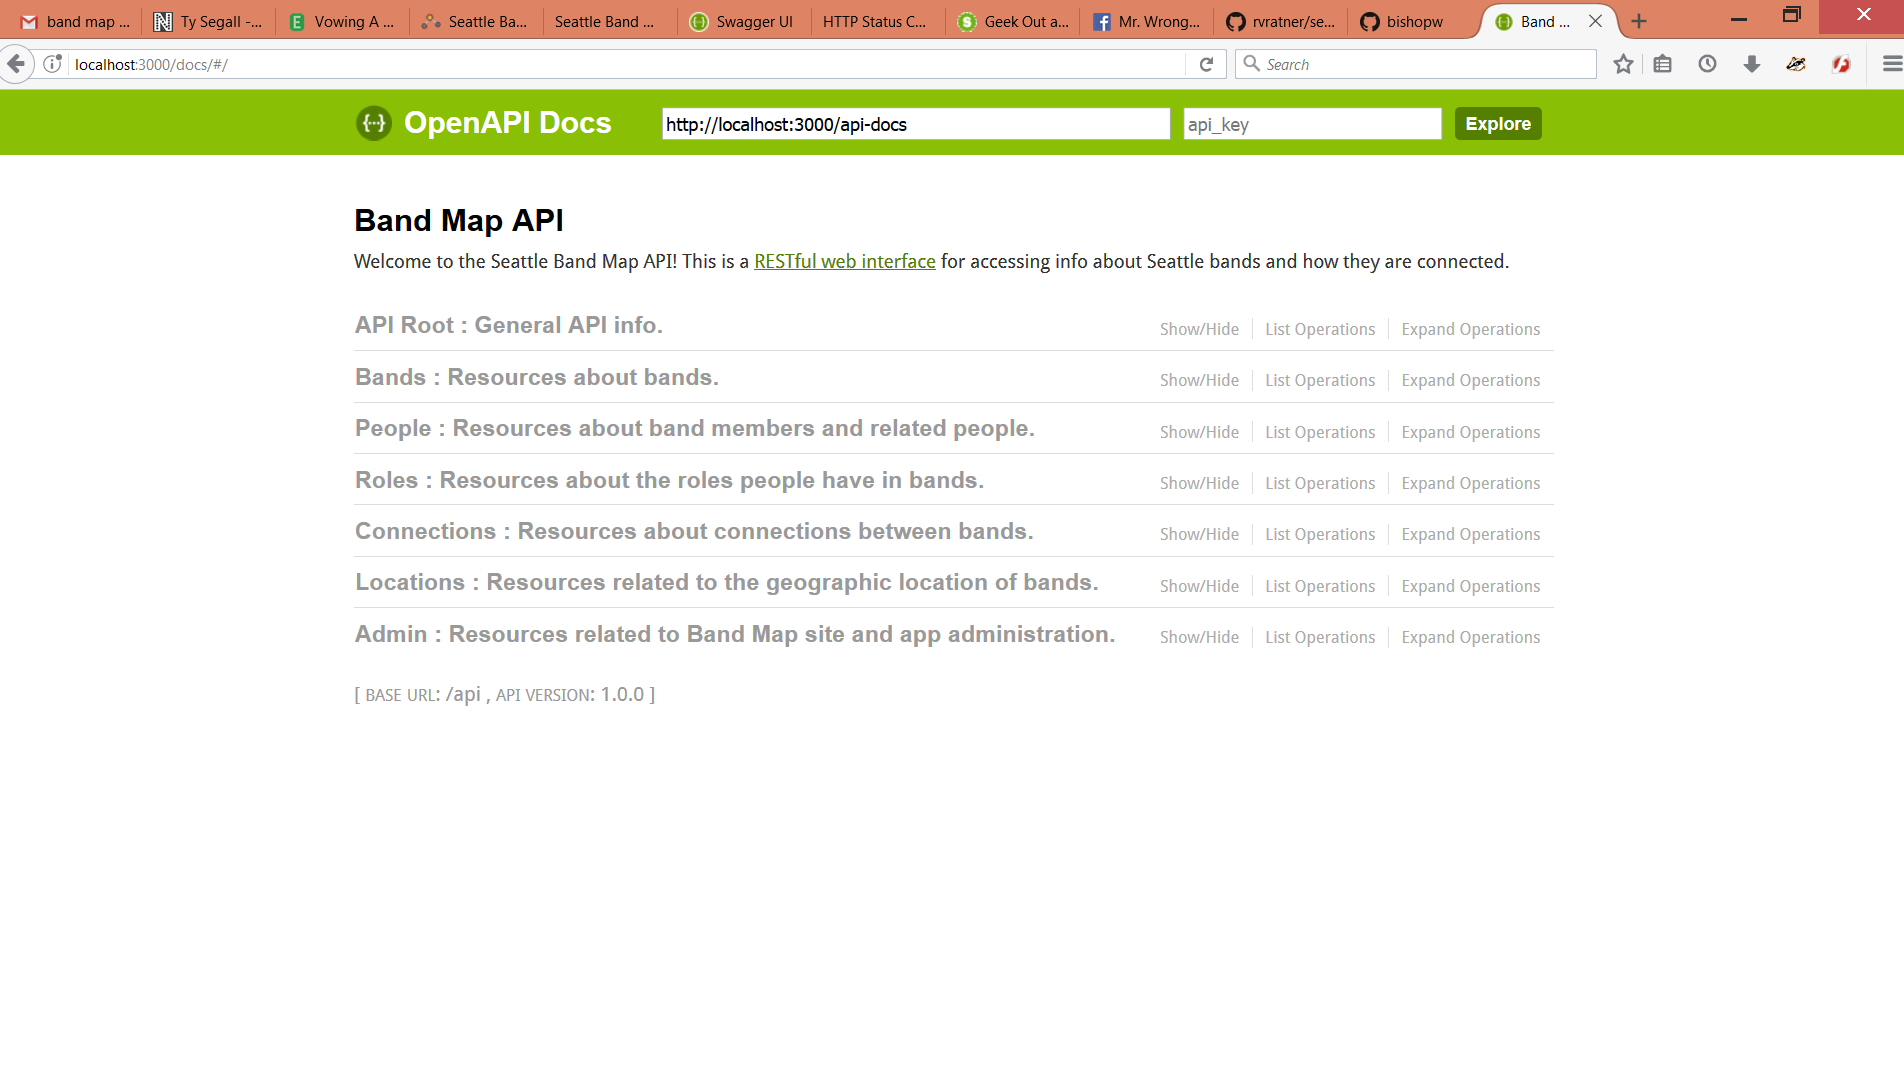 band map ... Ty Segall -... Vowing A ... Seattle Ba... Seattle Band ... Swagger UI HTTP Status C... Geek Out a... Mr. Wrong... rvratner/se... bishopw Band ...
localhost:3000/docs/#/ Search
OpenAPI Docs http://localhost:3000/api-docs api_key Explore
Band Map API
Welcome to the Seattle Band Map API! This is a RESTful web interface for accessing info about Seattle bands and how they are connected.
API Root : General API info. Show/Hide List Operations Expand Operations
Bands : Resources about bands. Show/Hide List Operations Expand Operations
People : Resources about band members and related people. Show/Hide List Operations Expand Operations
Roles : Resources about the roles people have in bands. Show/Hide List Operations Expand Operations
Connections : Resources about connections between bands. Show/Hide List Operations Expand Operations
Locations : Resources related to the geographic location of bands. Show/Hide List Operations Expand Operations
Admin : Resources related to Band Map site and app administration. Show/Hide List Operations Expand Operations
[ BASE URL: /api , API VERSION: 1.0.0 ]